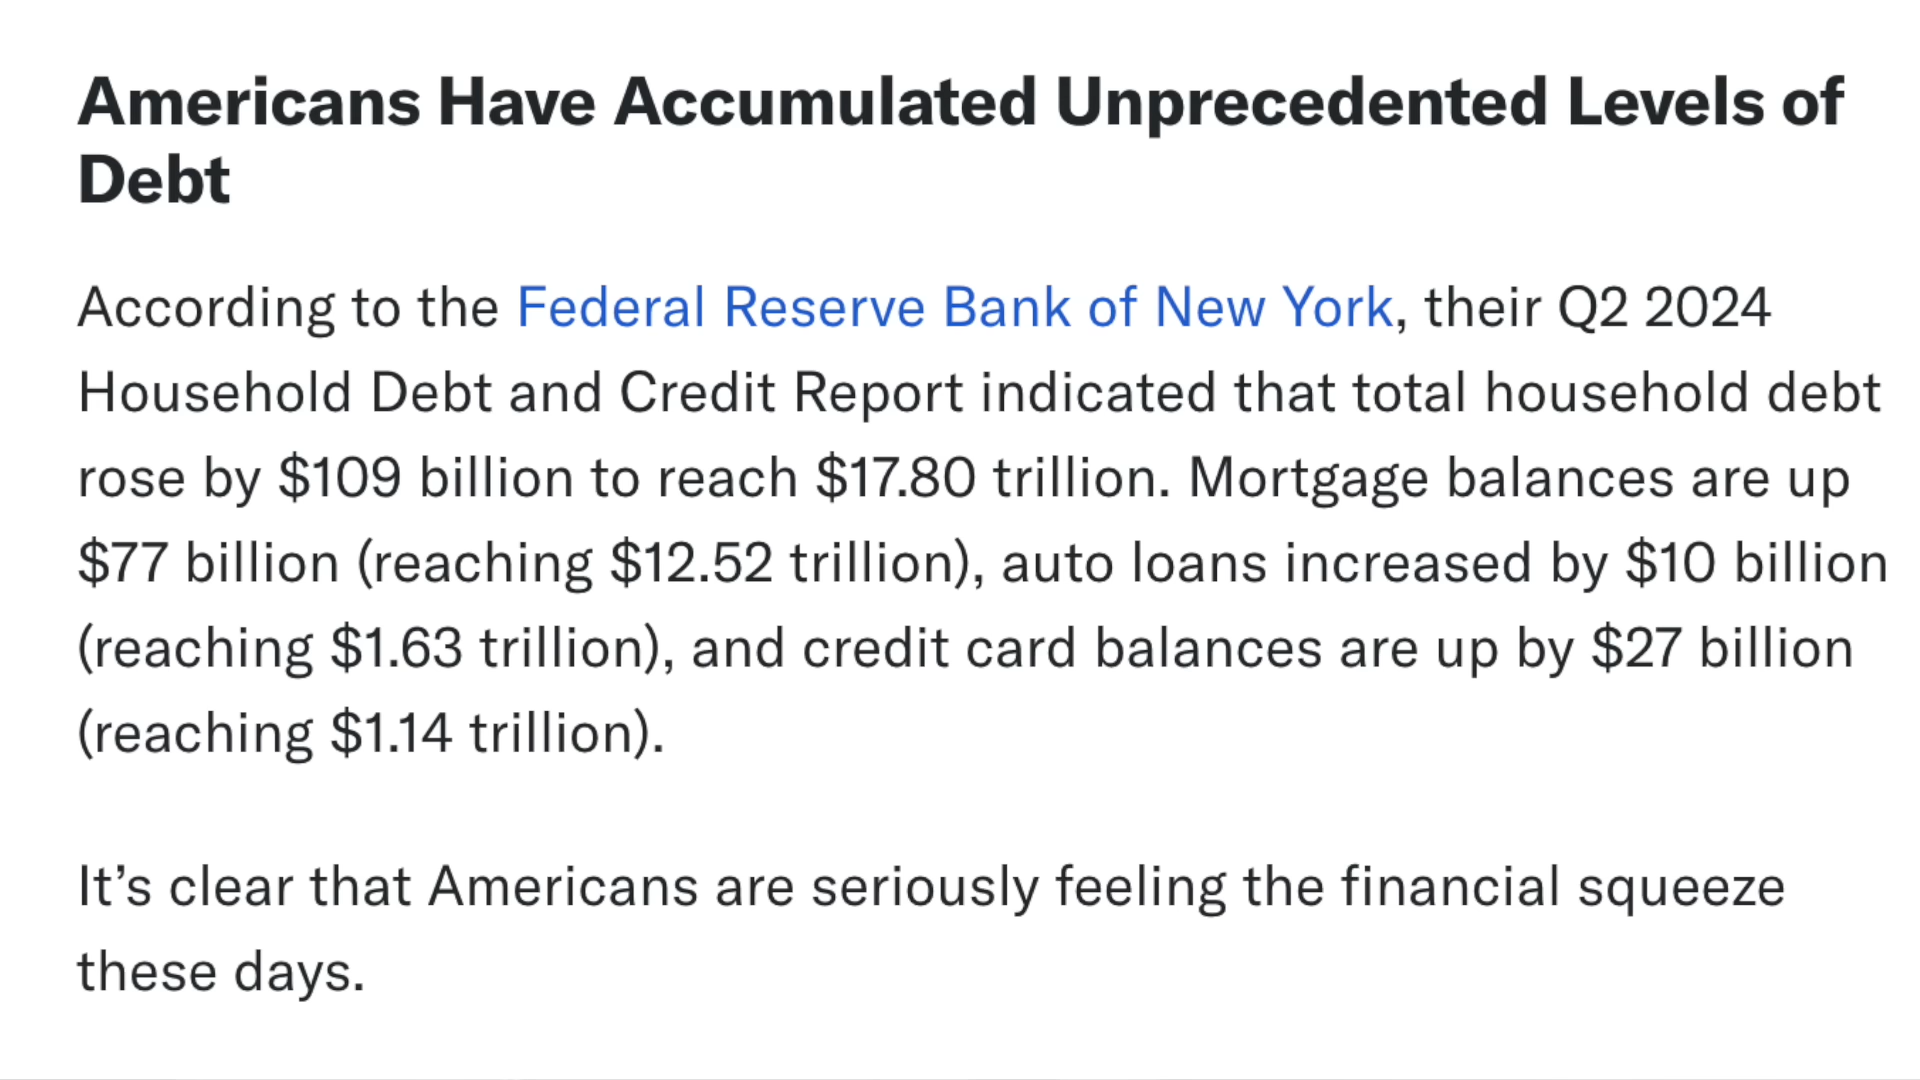 Americans Have Accumulated Unprecedented Levels of
Debt
According to the Federal Reserve Bank of New York, their Q2 2024
Household Debt and Credit Report indicated that total household debt
rose by $109 billion to reach $17.80 trillion. Mortgage balances are up
$77 billion (reaching $12.52 trillion), auto loans increased by $10 billion
(reaching $1.63 trillion), and credit card balances are up by $27 billion
(reaching $1.14 trillion).
It’s clear that Americans are seriously feeling the financial squeeze
these days.